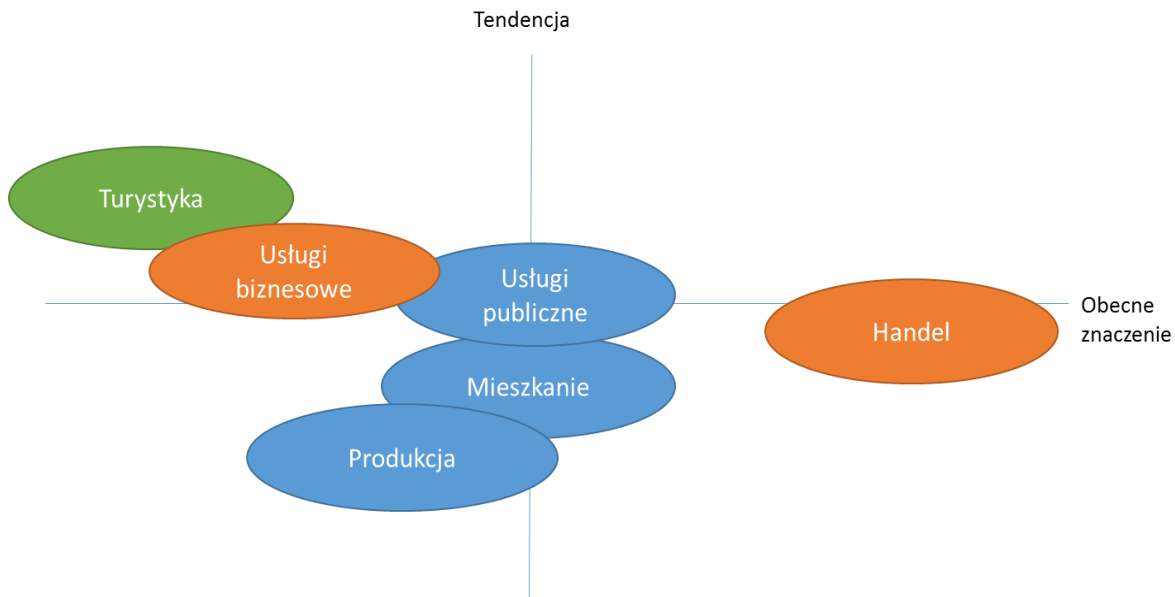 Tendencja
Turystyka
Usługi
biznesowe
Usługi
publiczne
Obecne
znaczenie
Handel
Mieszkanie
Produkcja